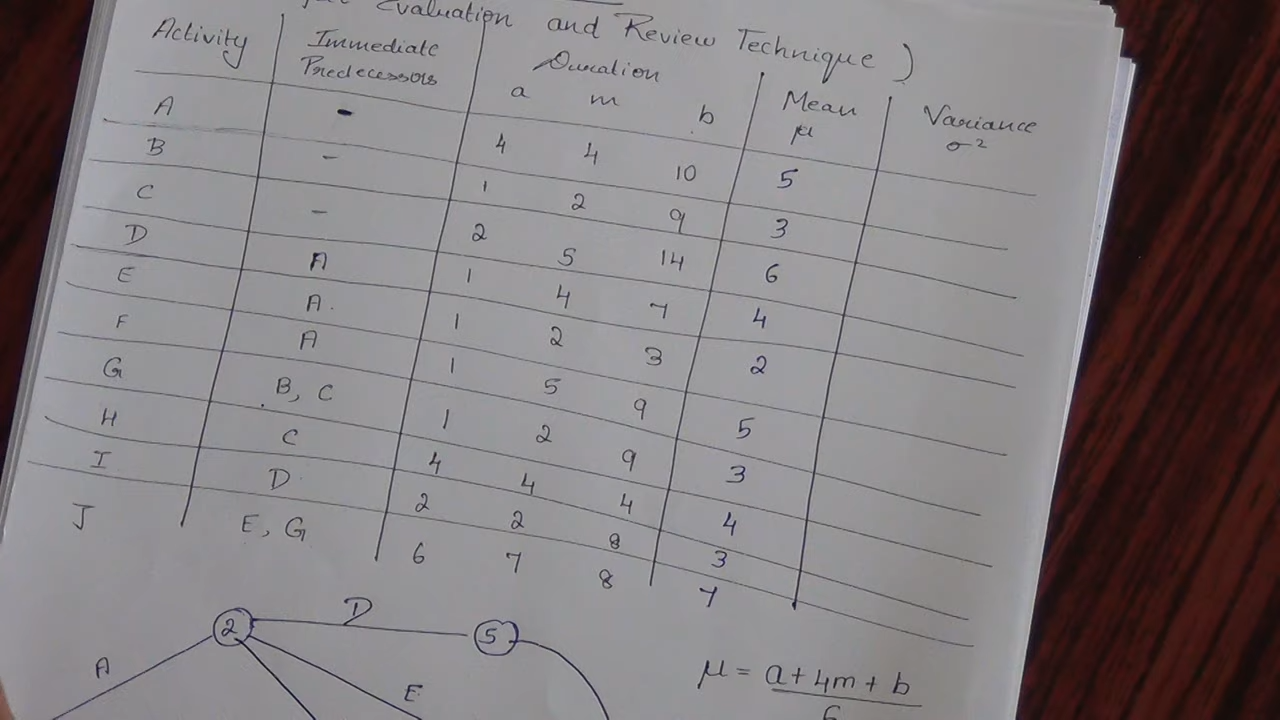 Evaluation and Review Technique )
Activity Immediate Predecessors Duration a m b Mean μ Variance σ²
A - 4 4 10 5
B - 1 2 9 3
C - 2 5 14 6
D A 1 4 7 4
E A. 1 2 3 2
F A 1 5 9 5
G B, C 1 2 9 3
H C 4 4 4 4
I D 2 2 8 3
J E, G 6 7 8 7
2 D 5
A E
μ = a + 4m + b
6